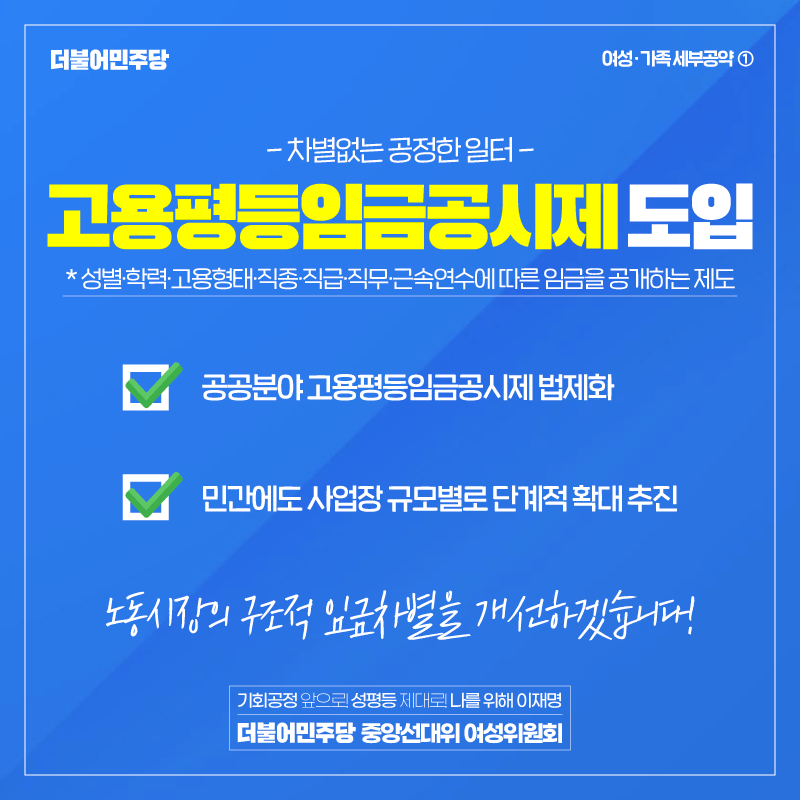 더불어민주당
여성·가족 세부공약 ①
- 차별없는 공정한 일터 -
고용평등임금공시제 도입
* 성별·학력·고용형태·직종·직급·직무·근속연수에 따른 임금을 공개하는 제도
공공분야 고용평등임금공시제 법제화
민간에도 사업장 규모별로 단계적 확대 추진
노동시장의 구조적 임금차별을 개선하겠습니다!
기회공정 앞으로! 성평등 제대로! 나를 위해 이재명
더불어민주당 중앙선대위 여성위원회